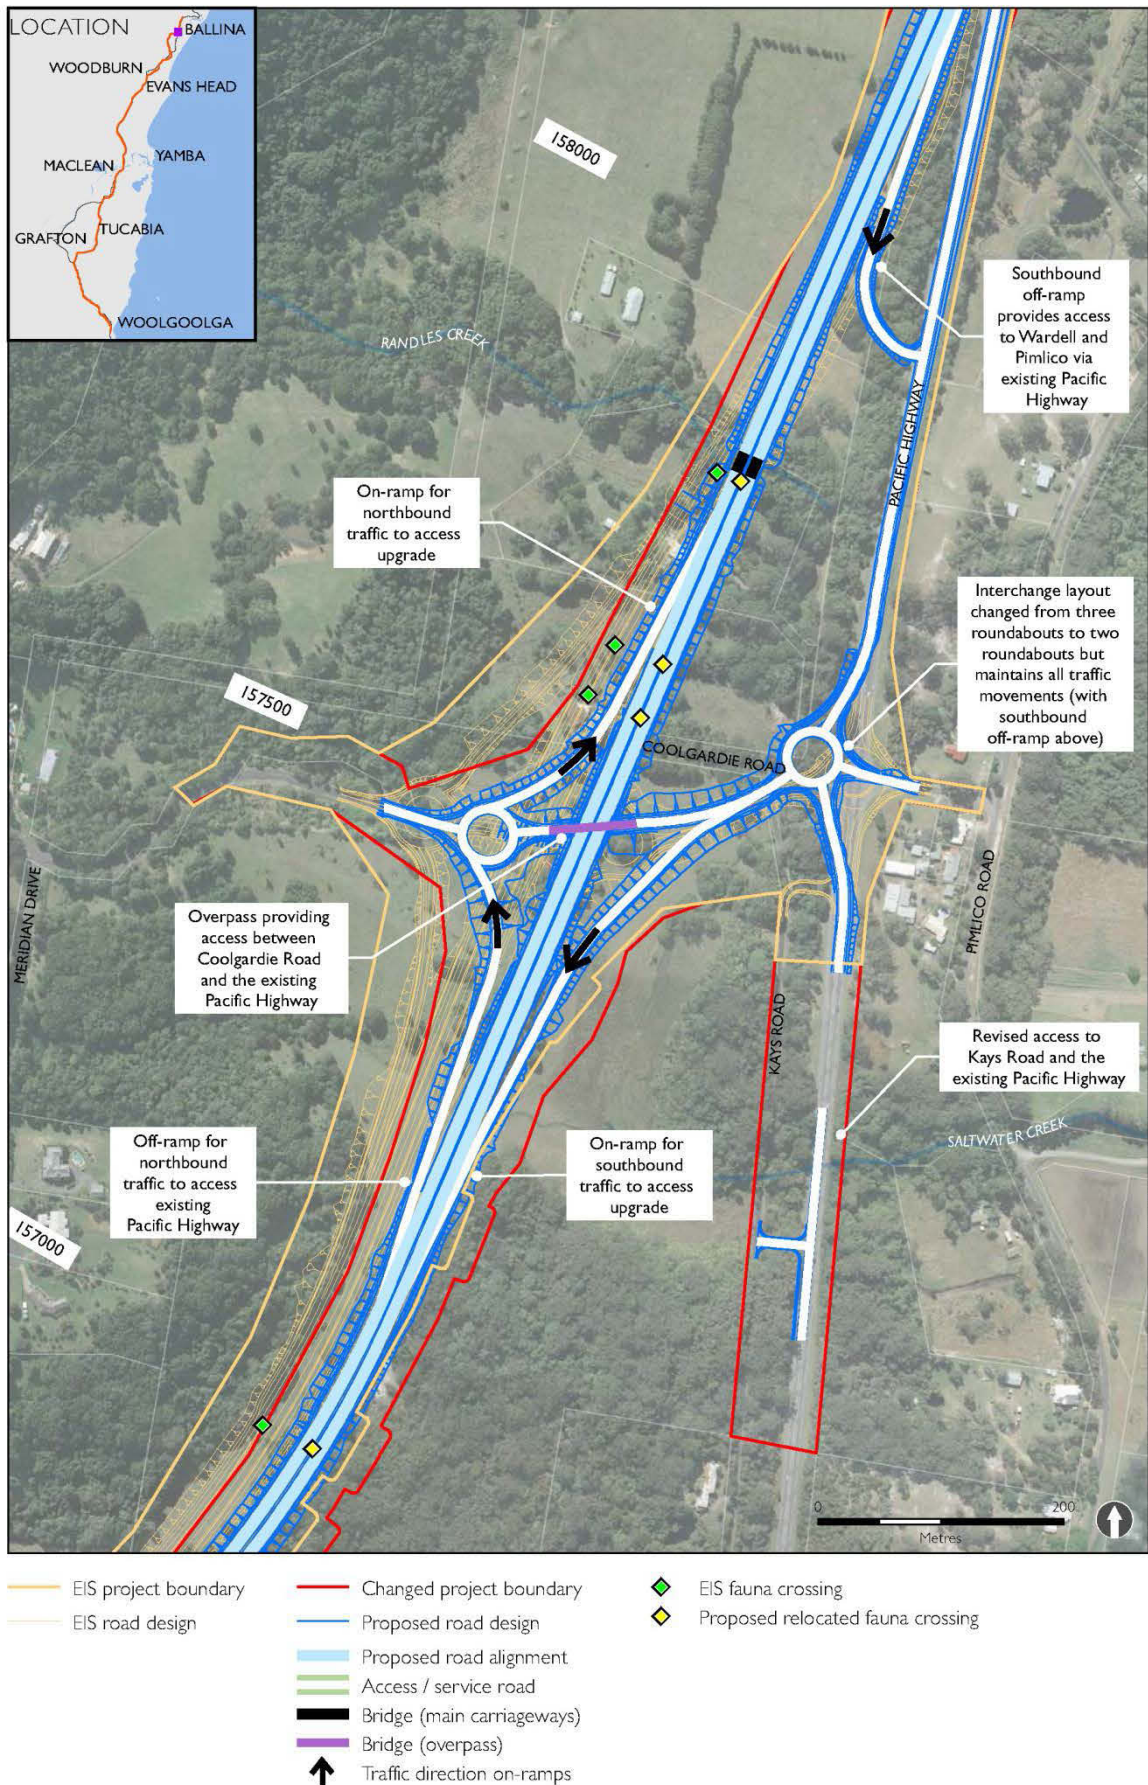 LOCATION
BALLINA
WOODBURN
EVANS HEAD
YAMBA
MACLEAN
TUCABIA
GRAFTON
WOOLGOOLGA
158000
RANDLES CREEK
Southbound
off-ramp
provides access
to Wardell and
Pimlico via
existing Pacific
Highway
PACIFIC HIGHWAY
On-ramp for
northbound
traffic to access
upgrade
Interchange layout
changed from three
roundabouts to two
roundabouts but
maintains all traffic
movements (with
southbound
off-ramp above)
157500
COOLGARDIE ROAD
MERIDIAN DRIVE
Overpass providing
access between
Coolgardie Road
and the existing
Pacific Highway
PIMLICO ROAD
KAYS ROAD
Revised access to
Kays Road and the
existing Pacific Highway
SALTWATER CREEK
Off-ramp for
northbound
traffic to access
existing
Pacific Highway
On-ramp for
southbound
traffic to access
upgrade
157000
0 200
Metres
EIS project boundary
EIS road design
Changed project boundary
Proposed road design
Proposed road alignment
Access / service road
Bridge (main carriageways)
Bridge (overpass)
Traffic direction on-ramps
EIS fauna crossing
Proposed relocated fauna crossing